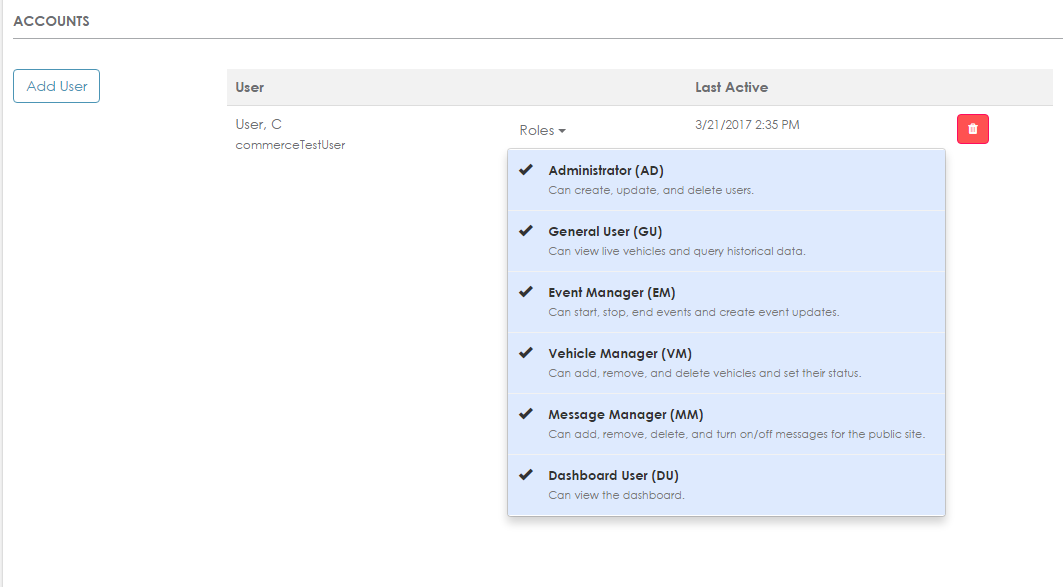 ACCOUNTS
Add User
User
Last Active
User, C
commerceTestUser
Roles
3/21/2017 2:35 PM
Administrator (AD)
Can create, update, and delete users.
General User (GU)
Can view live vehicles and query historical data.
Event Manager (EM)
Can start, stop, end events and create event updates.
Vehicle Manager (VM)
Can add, remove, and delete vehicles and set their status.
Message Manager (MM)
Can add, remove, delete, and turn on/off messages for the public site.
Dashboard User (DU)
Can view the dashboard.